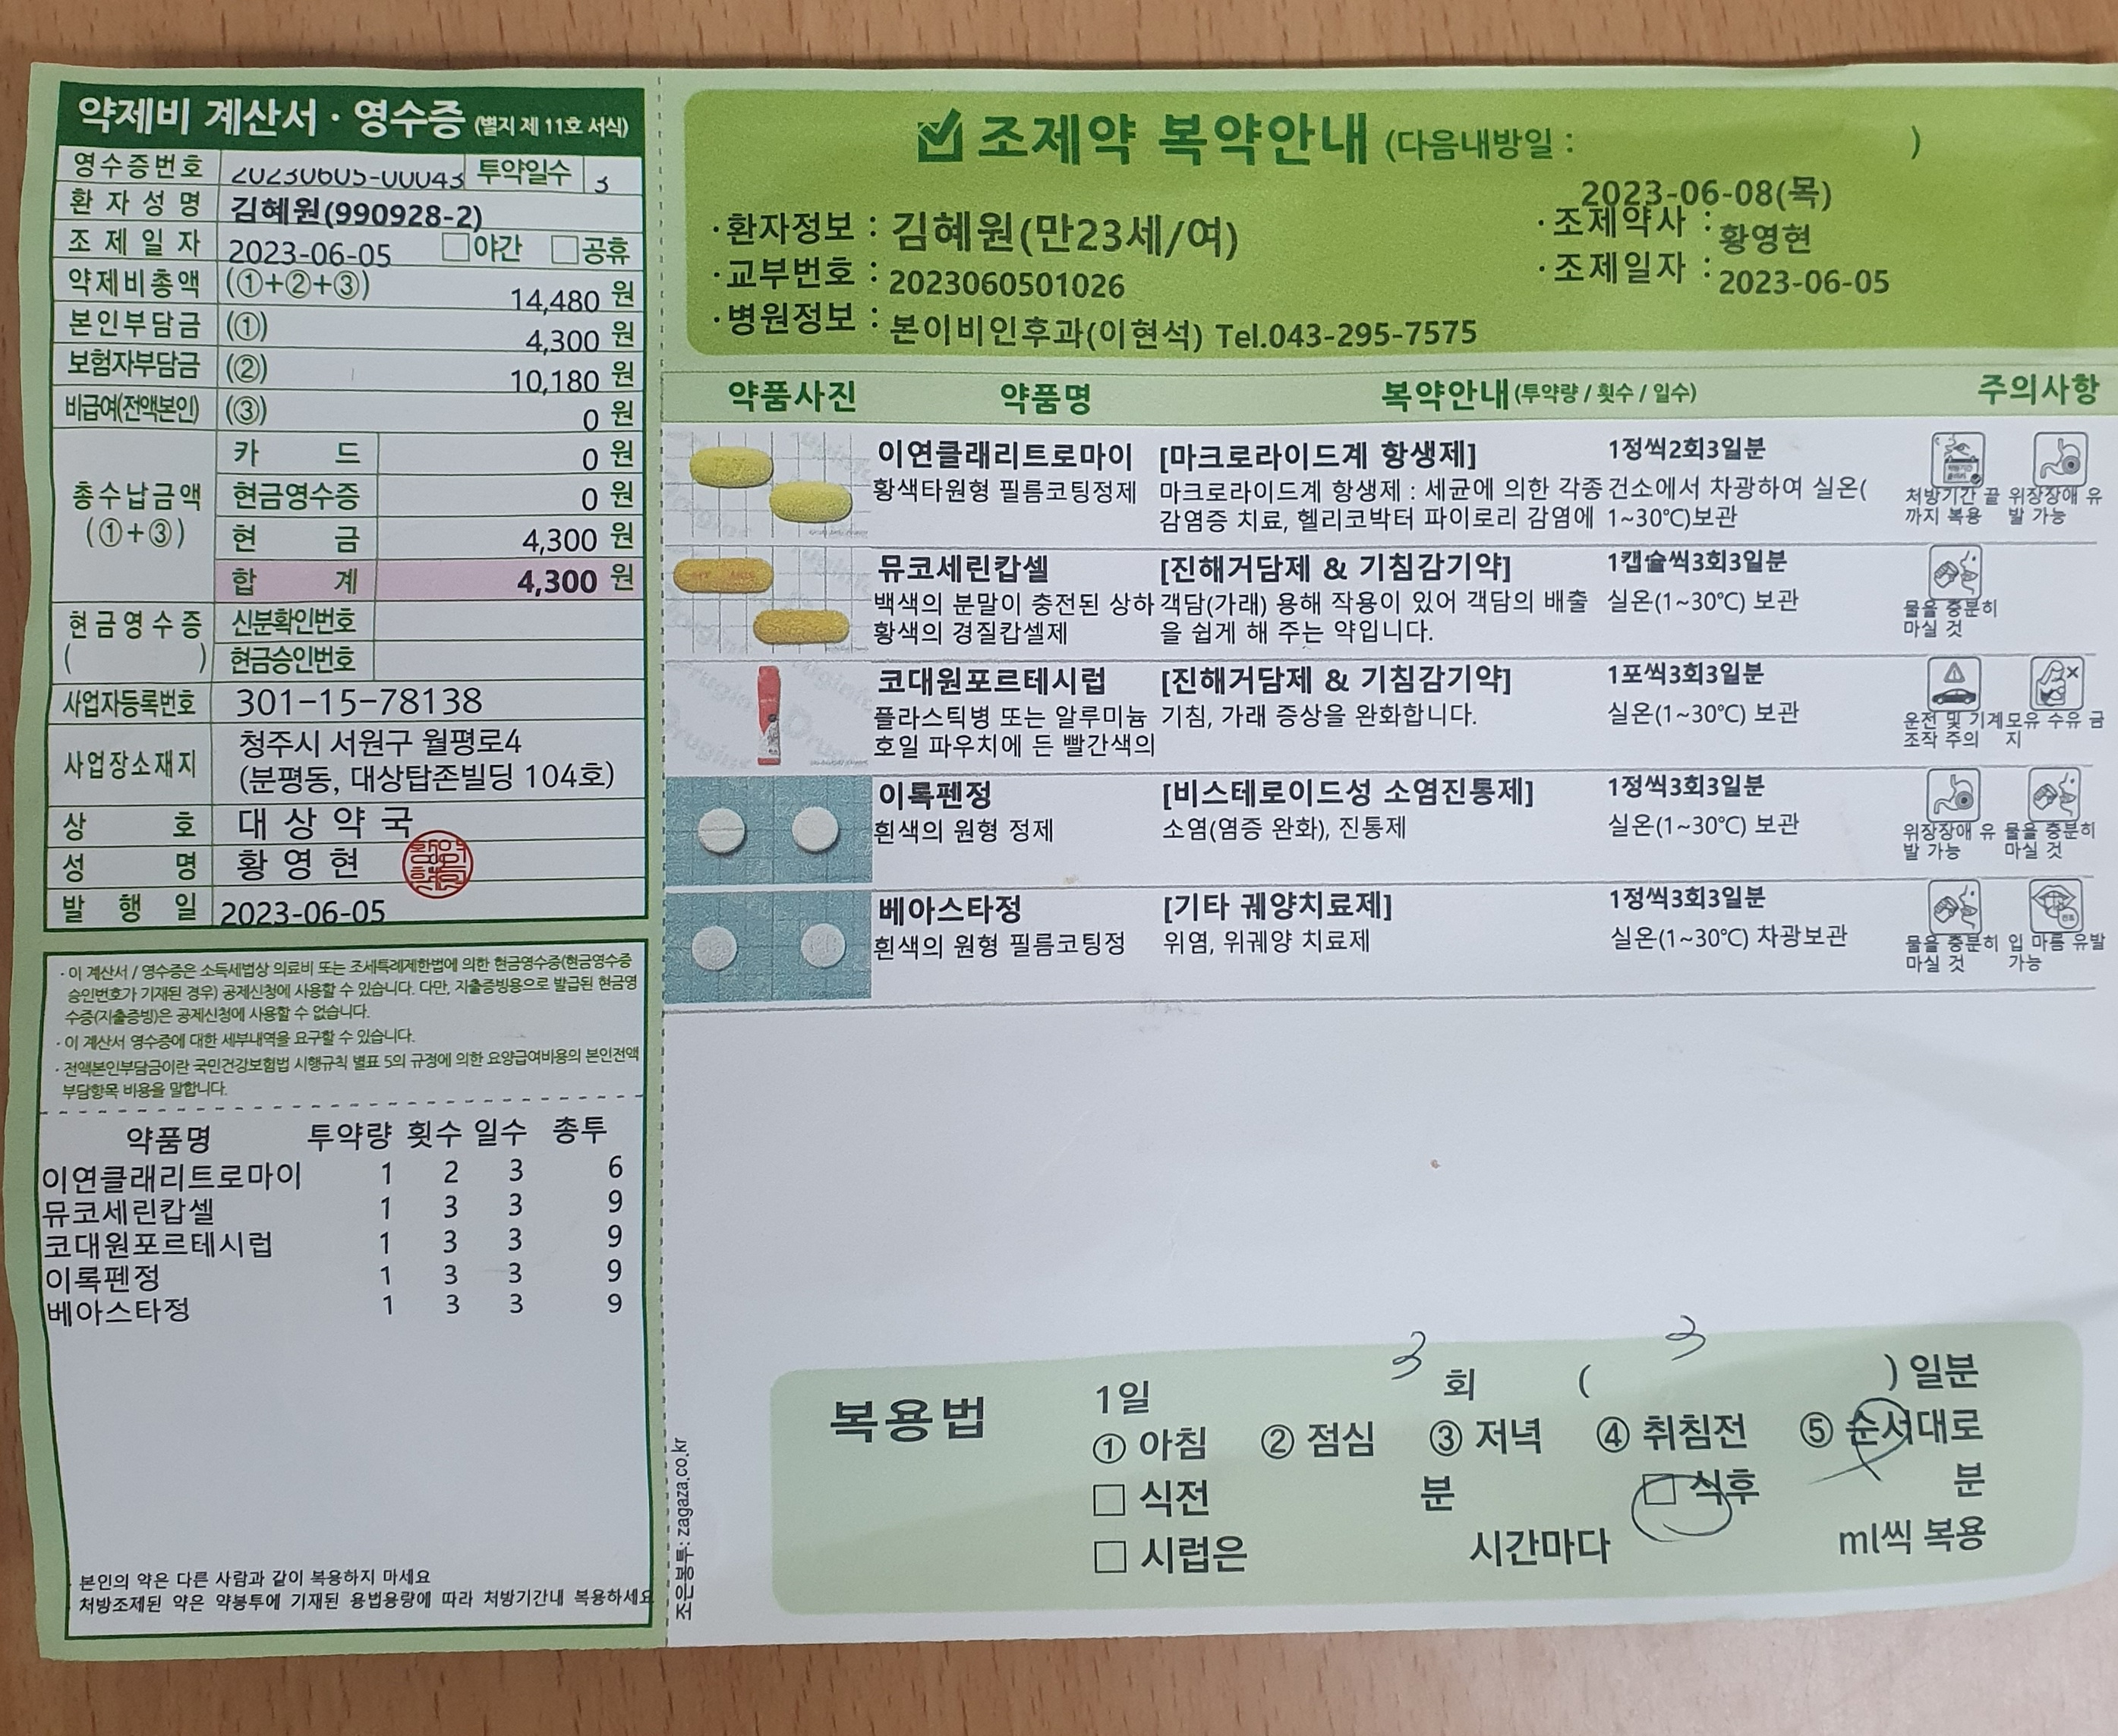 약제비 계산서 · 영수증 (별지 제 11호 서식)
영수증번호 20230605-00043 투약일수 3
환자성명 김혜원(990928-2)
조제일자 2023-06-05 □야간 □공휴
약제비총액 (①+②+③) 14,480 원
본인부담금 (①) 4,300 원
보험자부담금 (②) 10,180 원
비급여(전액본인) (③) 0 원
총수납금액 (①+③)
카드 0 원
현금영수증 0 원
현금 4,300 원
합계 4,300 원
현금영수증 ( )
신분확인번호
현금승인번호
사업자등록번호 301-15-78138
사업장소재지 청주시 서원구 월평로4
(분평동, 대상탑존빌딩 104호)
상호 대상약국
성명 황영현
발행일 2023-06-05
· 이 계산서 / 영수증은 소득세법상 의료비 또는 조세특례제한법에 의한 현금영수증(현금영수증
승인번호가 기재된 경우) 공제신청에 사용할 수 있습니다. 다만, 지출증빙용으로 발급된 현금영
수증(지출증빙)은 공제신청에 사용할 수 없습니다.
· 이 계산서 영수증에 대한 세부내역을 요구할 수 있습니다.
· 전액본인부담금이란 국민건강보험법 시행규칙 별표 5의 규정에 의한 요양급여비용의 본인전액
부담항목 비용을 말합니다.
약품명 투약량 횟수 일수 총투
이연클래리트로마이 1 2 3 6
뮤코세린캅셀 1 3 3 9
코대원포르테시럽 1 3 3 9
이록펜정 1 3 3 9
베아스타정 1 3 3 9
본인의 약은 다른 사람과 같이 복용하지 마세요
처방조제된 약은 약봉투에 기재된 용법용량에 따라 처방기간내 복용하세요
조은봉투: zagaza.co.kr
조제약 복약안내 (다음내방일 : )
2023-06-08(목)
· 환자정보 : 김혜원(만23세/여)
· 조제약사 : 황영현
· 교부번호 : 2023060501026
· 조제일자 : 2023-06-05
· 병원정보 : 본이비인후과(이현석) Tel.043-295-7575
약품사진 약품명 복약안내(투약량 / 횟수 / 일수) 주의사항
이연클래리트로마이 [마크로라이드계 항생제] 1정씩2회3일분
황색타원형 필름코팅정제 마크로라이드계 항생제 : 세균에 의한 각종 건소에서 차광하여 실온(
감염증 치료, 헬리코박터 파이로리 감염에 1~30℃)보관
처방기간 끝 위장장애 유
까지 복용 발 가능
뮤코세린캅셀 [진해거담제 & 기침감기약] 1캡슐씩3회3일분
백색의 분말이 충전된 상하 객담(가래) 용해 작용이 있어 객담의 배출 실온(1~30℃) 보관
황색의 경질캅셀제 을 쉽게 해 주는 약입니다.
물을 충분히
마실 것
코대원포르테시럽 [진해거담제 & 기침감기약] 1포씩3회3일분
플라스틱병 또는 알루미늄 기침, 가래 증상을 완화합니다. 실온(1~30℃) 보관
호일 파우치에 든 빨간색의
운전 및 기계 모유 수유 금
조작 주의 지
이록펜정 [비스테로이드성 소염진통제] 1정씩3회3일분
흰색의 원형 정제 소염(염증 완화), 진통제 실온(1~30℃) 보관
위장장애 유 물을 충분히
발 가능 마실 것
베아스타정 [기타 궤양치료제] 1정씩3회3일분
흰색의 원형 필름코팅정 위염, 위궤양 치료제 실온(1~30℃) 차광보관
물을 충분히 입 마름 유발
마실 것 가능
복용법 1일 3 회 ( 3 ) 일분
① 아침 ② 점심 ③ 저녁 ④ 취침전 ⑤ 순서대로
□ 식전 분 □ 식후 분
□ 시럽은 시간마다 ml씩 복용